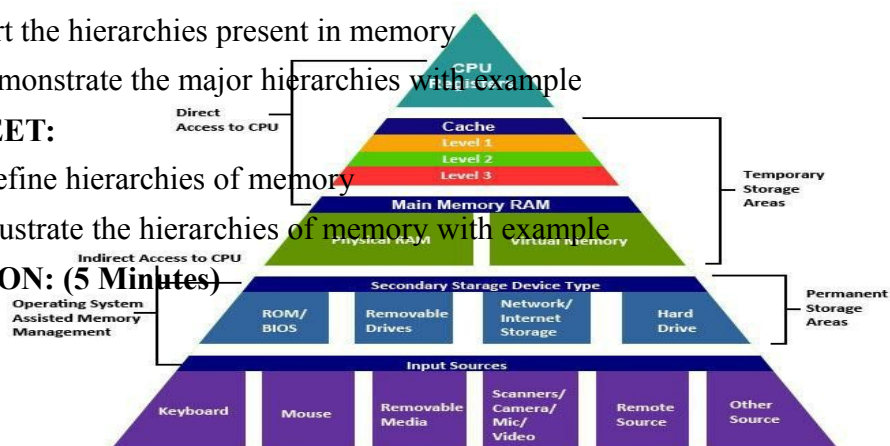 rt the hierarchies present in memory
CPU
Registers
monstrate the major hierarchies with example
Direct
Access to CPU
EET:
Cache
Level 1
Level 2
Level 3
efine hierarchies of memory
Temporary
Storage
Areas
Main Memory RAM
ustrate the hierarchies of memory with example
Physical RAM
Virtual Memory
Indirect Access to CPU
ON: (5 Minutes)
Secondary Starage Device Type
Operating System
Assisted Memory
Management
ROM/
BIOS
Removable
Drives
Network/
Internet
Storage
Hard
Drive
Permanent
Storage
Areas
Input Sources
Keyboard
Mouse
Removable
Media
Scanners/
Camera/
Mic/
Video
Remote
Source
Other
Source